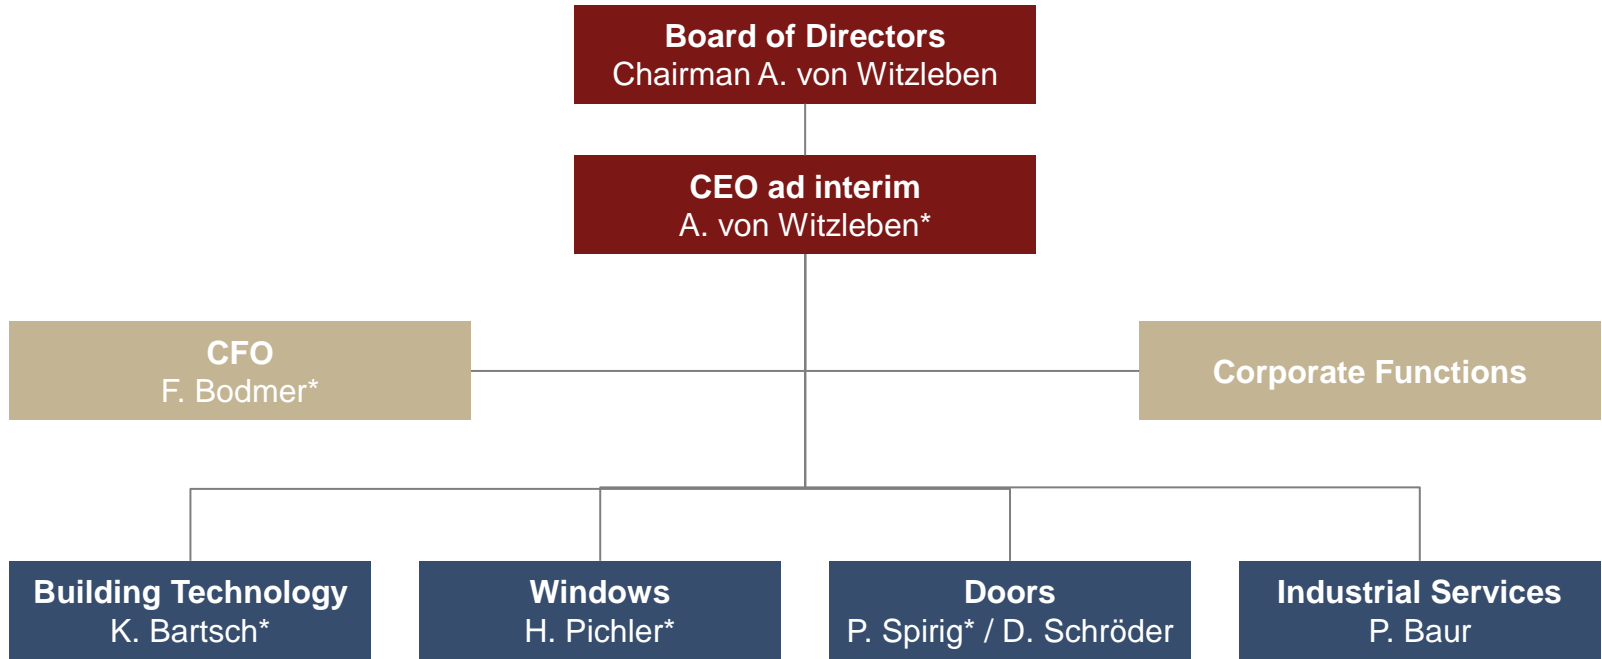 Board of Directors
Chairman A. von Witzleben
CEO ad interim
A. von Witzleben*
CFO
F. Bodmer*
Corporate Functions
Building Technology
K. Bartsch*
Windows
H. Pichler*
Doors
P. Spirig* / D. Schröder
Industrial Services
P. Baur